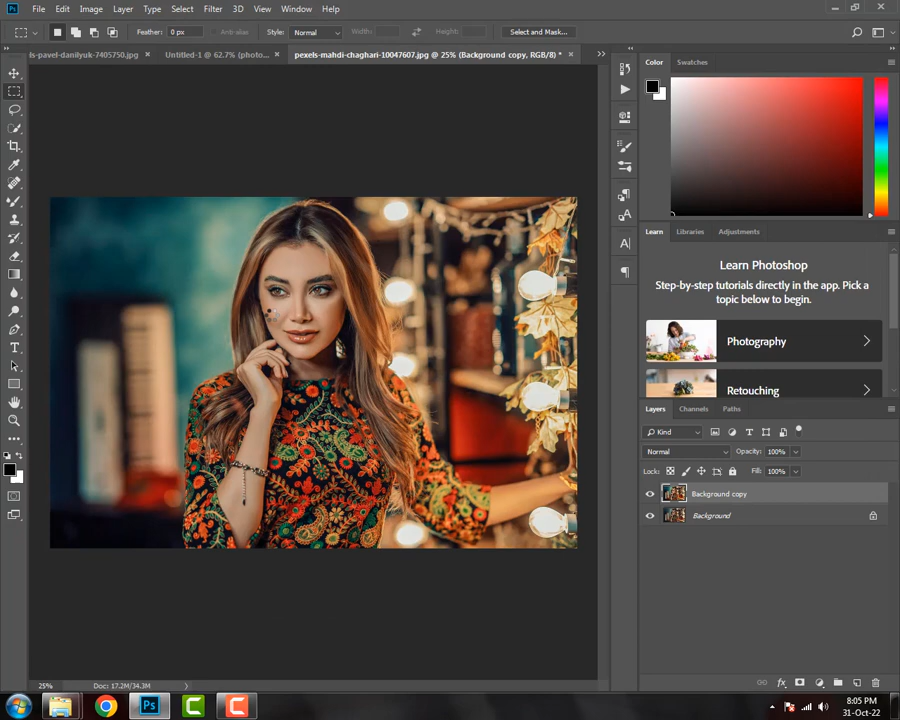 Ps File Edit Image Layer Type Select Filter 3D View Window Help
Feather: 0 px Style: Normal Width: Height: Select and Mask...
is-pavel-danilyuk-7405750.jpg × Untitled-1 @ 62.7% (photo... × pexels-mahdi-chaghari-10047607.jpg @ 25% (Background copy, RGB/8) * ×
Color Swatches
Learn Libraries Adjustments
Learn Photoshop
Step-by-step tutorials directly in the app. Pick a
topic below to begin.
Photography
Retouching
Layers Channels Paths
Kind
Normal Opacity: 100%
Lock: Fill: 100%
Background copy
Background
25% Doc: 17.2M/34.3M
Ps
8:05 PM
31-Oct-22